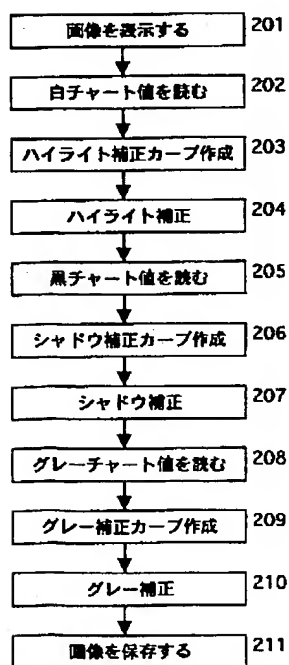 画像を表示する 201
白チャート値を読む 202
ハイライト補正カーブ作成 203
ハイライト補正 204
黒チャート値を読む 205
シャドウ補正カーブ作成 206
シャドウ補正 207
グレーチャート値を読む 208
グレー補正カーブ作成 209
グレー補正 210
画像を保存する 211